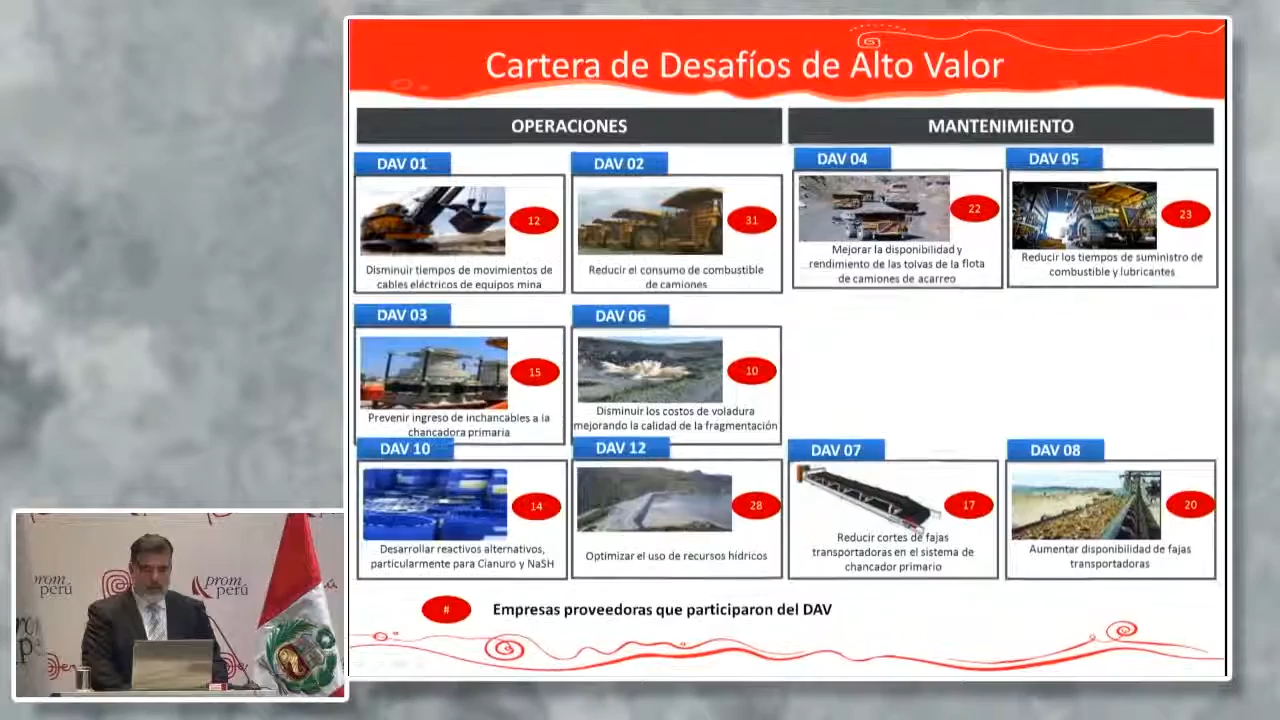 Cartera de Desafíos de Alto Valor
OPERACIONES
MANTENIMIENTO
DAV 01
12
Disminuir tiempos de movimientos de
cables eléctricos de equipos mina
DAV 02
31
Reducir el consumo de combustible
de camiones
DAV 04
22
Mejorar la disponibilidad y
rendimiento de las tolvas de la flota
de camiones de acarreo
DAV 05
23
Reducir los tiempos de suministro de
combustible y lubricantes
DAV 03
15
Prevenir ingreso de inchancables a la
chancadora primaria
DAV 06
10
Disminuir los costos de voladura
mejorando la calidad de la fragmentación
DAV 10
14
Desarrollar reactivos alternativos,
particularmente para Cianuro y NaSH
DAV 12
28
Optimizar el uso de recursos hídricos
DAV 07
17
Reducir cortes de fajas
transportadoras en el sistema de
chancador primario
DAV 08
20
Aumentar disponibilidad de fajas
transportadoras
#
Empresas proveedoras que participaron del DAV
prom
perú
prom
perú